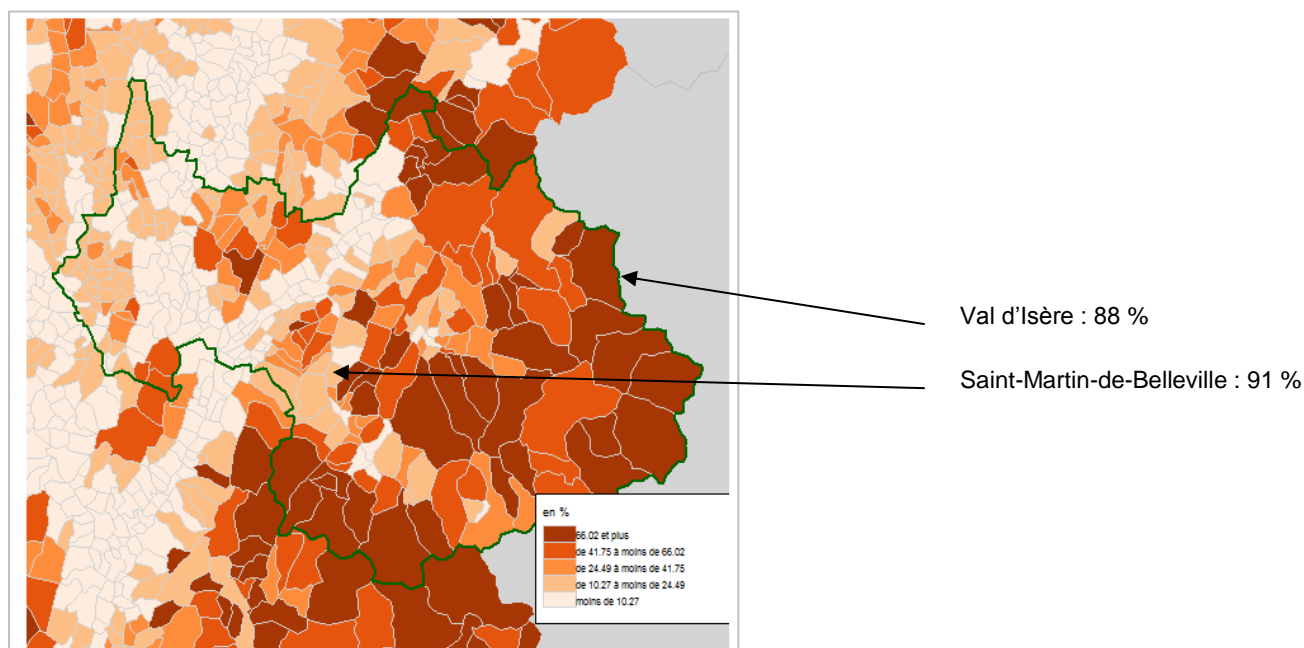 Val d'Isère : 88 %
Saint-Martin-de-Belleville : 91 %
en %
66.02 et plus
de 41.75 à moins de 66.02
de 24.49 à moins de 41.75
de 10.27 à moins de 24.49
moins de 10.27